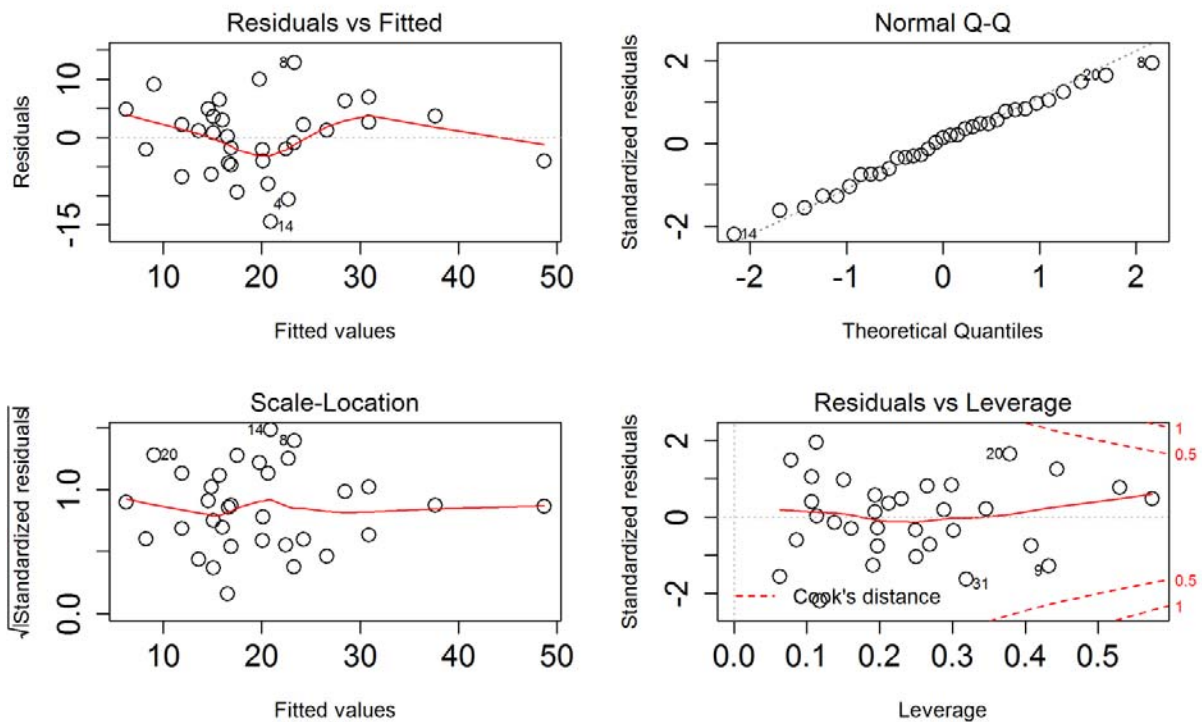 Residuals vs Fitted
Residuals
10
0
-15
8
4
14
10 20 30 40 50
Fitted values
Normal Q-Q
Standardized residuals
2
0
-2
14
20
8
-2 -1 0 1 2
Theoretical Quantiles
Scale-Location
√|Standardized residuals|
1.0
0.0
20
14
8
10 20 30 40 50
Fitted values
Residuals vs Leverage
Standardized residuals
2
0
-2
20
9
31
Cook's distance
1
0.5
0.5
1
0.0 0.1 0.2 0.3 0.4 0.5
Leverage